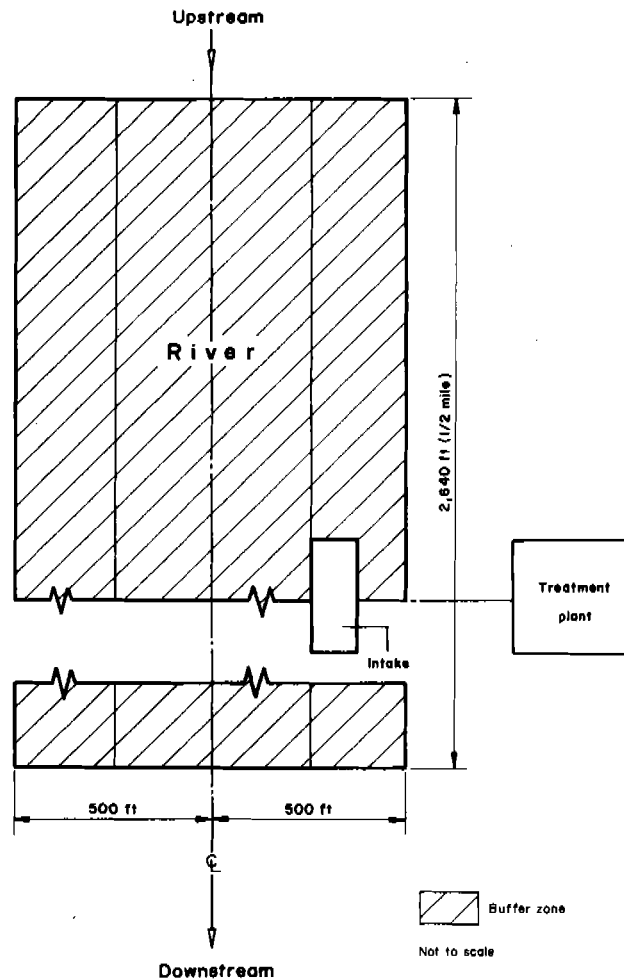 Upstream
River
2,640 ft (1/2 mile)
Treatment
plant
Intake
500 ft
500 ft
℄
Buffer zone
Not to scale
Downstream